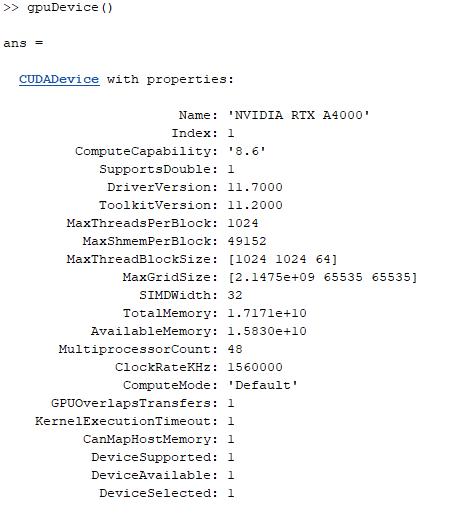 >> gpuDevice()
ans =
CUDADevice with properties:
Name: 'NVIDIA RTX A4000'
Index: 1
ComputeCapability: '8.6'
SupportsDouble: 1
DriverVersion: 11.7000
ToolkitVersion: 11.2000
MaxThreadsPerBlock: 1024
MaxShmemPerBlock: 49152
MaxThreadBlockSize: [1024 1024 64]
MaxGridSize: [2.1475e+09 65535 65535]
SIMDWidth: 32
TotalMemory: 1.7171e+10
AvailableMemory: 1.5830e+10
MultiprocessorCount: 48
ClockRateKHz: 1560000
ComputeMode: 'Default'
GPUOverlapsTransfers: 1
KernelExecutionTimeout: 1
CanMapHostMemory: 1
DeviceSupported: 1
DeviceAvailable: 1
DeviceSelected: 1